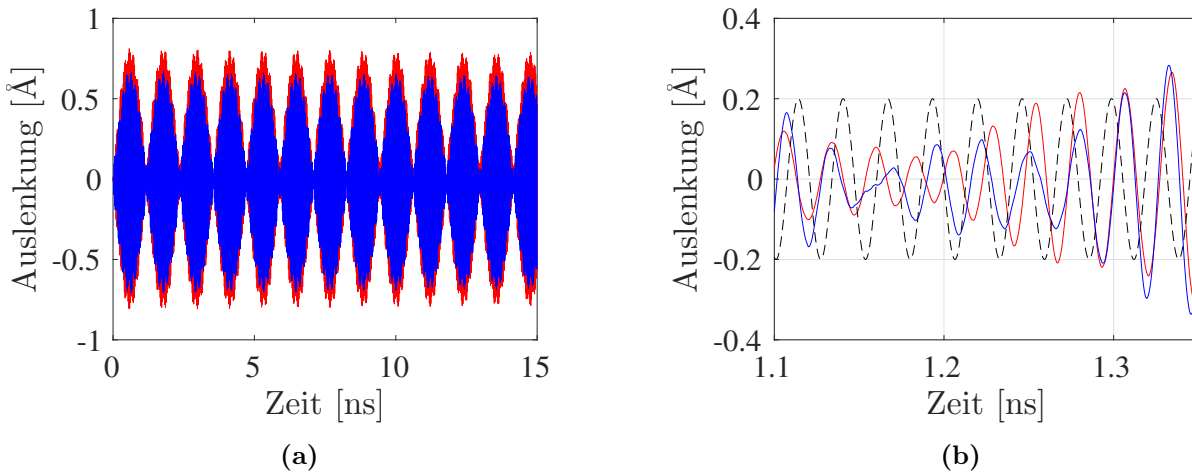 1
0.5
0
-0.5
-1
Auslenkung [Å]
0 5 10 15
Zeit [ns]
(a)
0.4
0.2
0
-0.2
-0.4
Auslenkung [Å]
1.1 1.2 1.3
Zeit [ns]
(b)